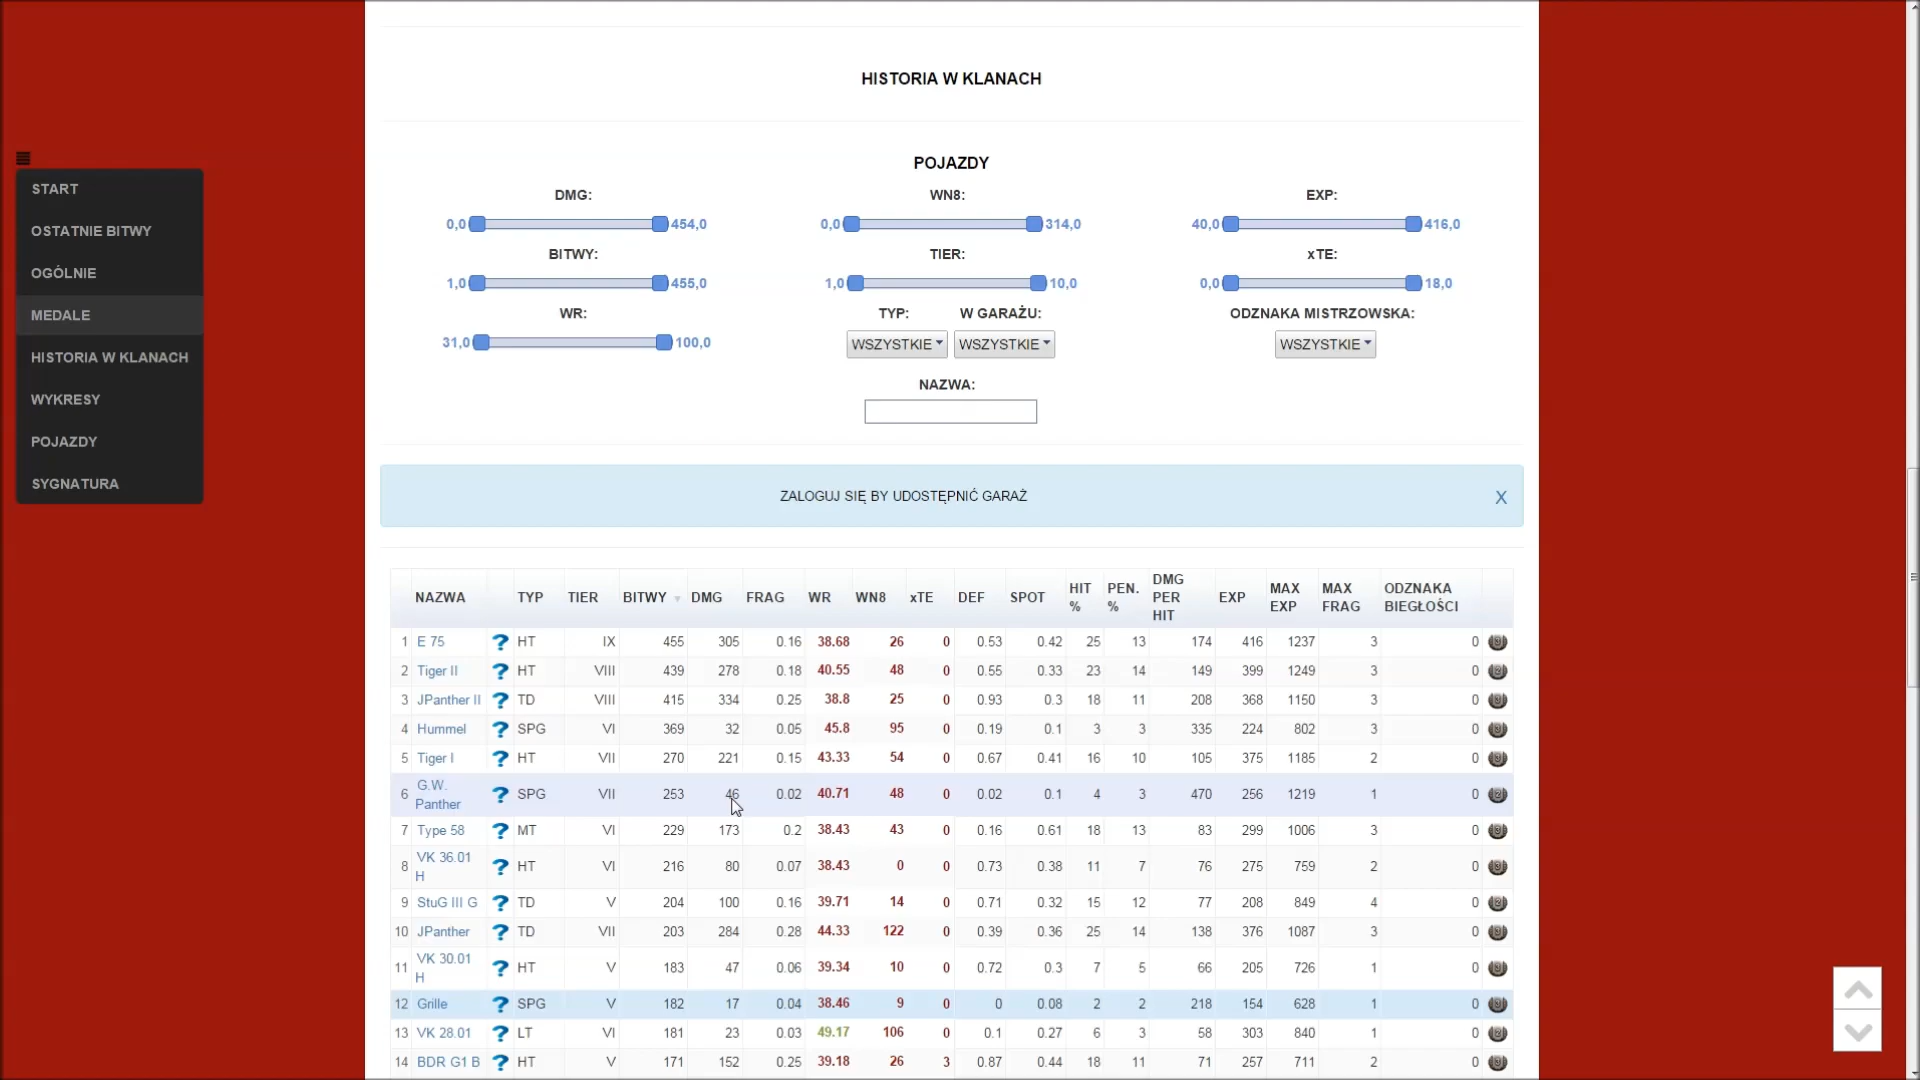 HISTORIA W KLANACH
START
OSTATNIE BITWY
OGÓLNIE
MEDALE
HISTORIA W KLANACH
WYKRESY
POJAZDY
SYGNATURA
POJAZDY
DMG: WN8: EXP:
0,0 454,0 0,0 314,0 40,0 416,0
BITWY: TIER: xTE:
1,0 455,0 1,0 10,0 0,0 18,0
WR: TYP: W GARAŻU: ODZNAKA MISTRZOWSKA:
31,0 100,0 WSZYSTKIE WSZYSTKIE WSZYSTKIE
NAZWA:
ZALOGUJ SIĘ BY UDOSTĘPNIĆ GARAŻ X
NAZWA TYP TIER BITWY DMG FRAG WR WN8 xTE DEF SPOT HIT % PEN. % DMG PER HIT EXP MAX EXP MAX FRAG ODZNAKA BIEGŁOŚCI
1 E 75 ? HT IX 455 305 0.16 38.68 26 0 0.53 0.42 25 13 174 416 1237 3 0
2 Tiger II ? HT VIII 439 278 0.18 40.55 48 0 0.55 0.33 23 14 149 399 1249 3 0
3 JPanther II ? TD VIII 415 334 0.25 38.8 25 0 0.93 0.3 18 11 208 368 1150 3 0
4 Hummel ? SPG VI 369 32 0.05 45.8 95 0 0.19 0.1 3 3 335 224 802 3 0
5 Tiger I ? HT VII 270 221 0.15 43.33 54 0 0.67 0.41 16 10 105 375 1185 2 0
6 G.W. Panther ? SPG VII 253 46 0.02 40.71 48 0 0.02 0.1 4 3 470 256 1219 1 0
7 Type 58 ? MT VI 229 173 0.2 38.43 43 0 0.16 0.61 18 13 83 299 1006 3 0
8 VK 36.01 H ? HT VI 216 80 0.07 38.43 0 0 0.73 0.38 11 7 76 275 759 2 0
9 StuG III G ? TD V 204 100 0.16 39.71 14 0 0.71 0.32 15 12 77 208 849 4 0
10 JPanther ? TD VII 203 284 0.28 44.33 122 0 0.39 0.36 25 14 138 376 1087 3 0
11 VK 30.01 H ? HT V 183 47 0.06 39.34 10 0 0.72 0.3 7 5 66 205 726 1 0
12 Grille ? SPG V 182 17 0.04 38.46 9 0 0 0.08 2 2 218 154 628 1 0
13 VK 28.01 ? LT VI 181 23 0.03 49.17 106 0 0.1 0.27 6 3 58 303 840 1 0
14 BDR G1 B ? HT V 171 152 0.25 39.18 26 3 0.87 0.44 18 11 71 257 711 2 0